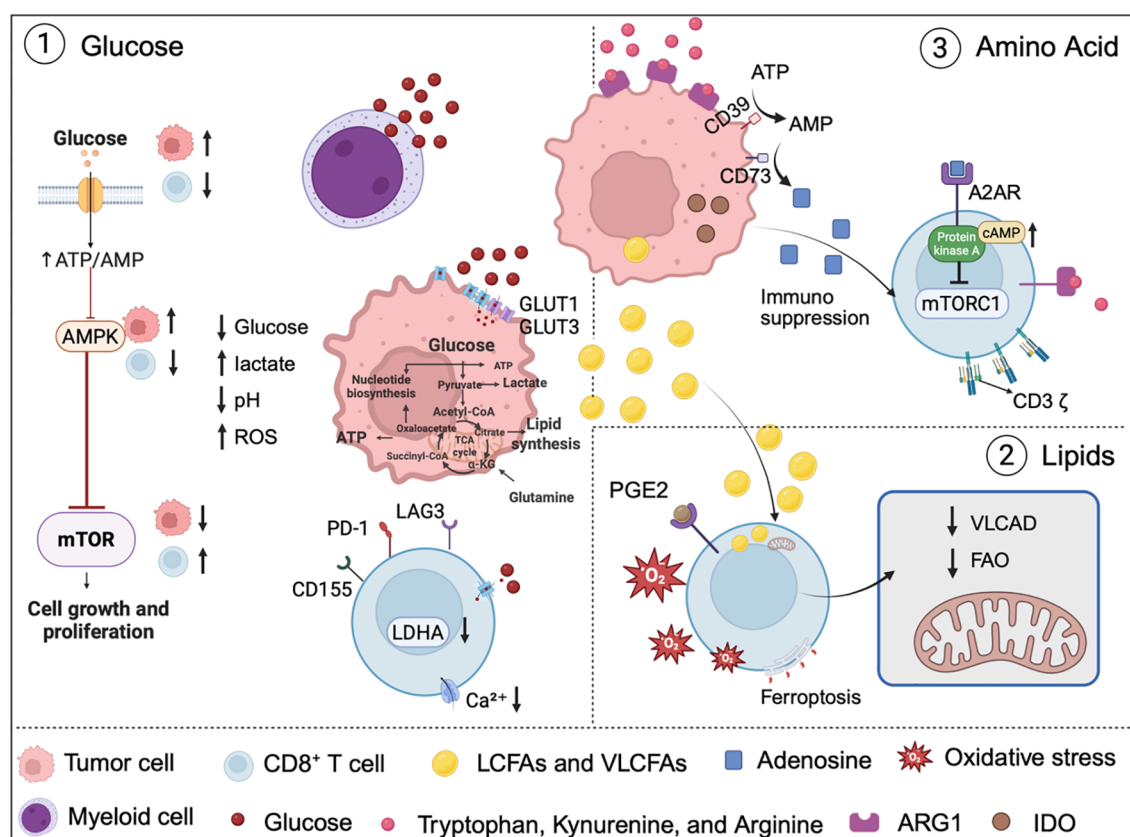 1 Glucose
Glucose
↑ ↓
↑ATP/AMP
AMPK
↑ ↓
mTOR
↓ ↑
Cell growth and
proliferation
↓ Glucose
↑ lactate
↓ pH
↑ ROS
GLUT1
GLUT3
Glucose
ATP
Nucleotide
biosynthesis
Pyruvate
Lactate
Acetyl-CoA
Oxaloacetate
Citrate
Lipid
synthesis
ATP
TCA
cycle
Succinyl-CoA
α-KG
Glutamine
LAG3
PD-1
CD155
LDHA ↓
Ca²⁺ ↓
3 Amino Acid
ATP
CD39
AMP
CD73
A2AR
Protein
kinase A
cAMP ↑
mTORC1
Immuno
suppression
CD3 ζ
2 Lipids
PGE2
O₂
O₂
O₂
Ferroptosis
↓ VLCAD
↓ FAO
Tumor cell
CD8⁺ T cell
LCFAs and VLCFAs
Adenosine
O₂ Oxidative stress
Myeloid cell
Glucose
Tryptophan, Kynurenine, and Arginine
ARG1
IDO